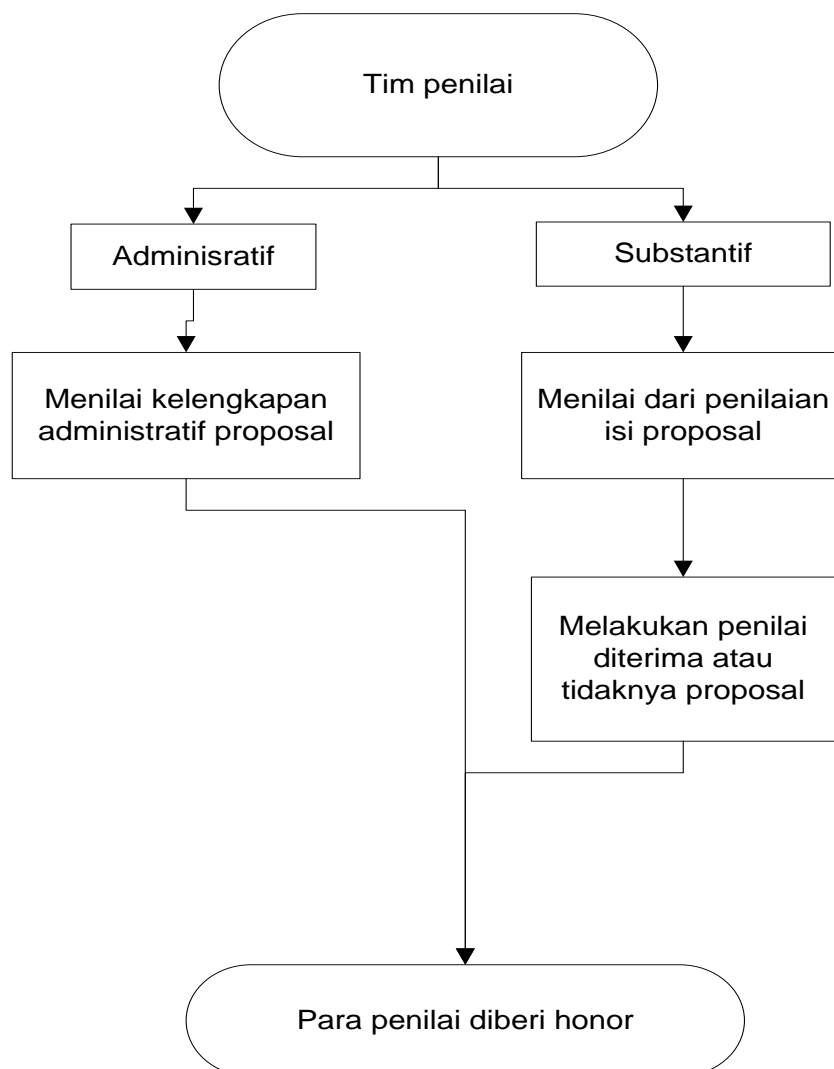 Tim penilai
Adminisratif
Substantif
Menilai kelengkapan
administratif proposal
Menilai dari penilaian
isi proposal
Melakukan penilai
diterima atau
tidaknya proposal
Para penilai diberi honor